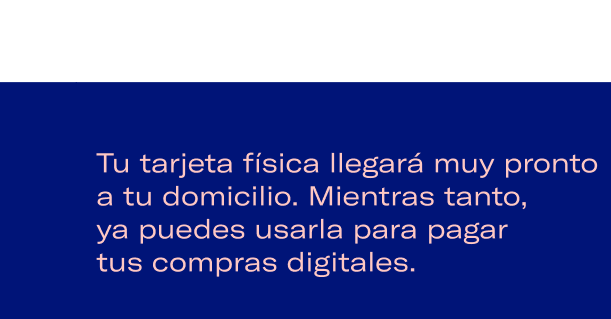 Tu tarjeta física llegará muy pronto
a tu domicilio. Mientras tanto,
ya puedes usarla para pagar
tus compras digitales.